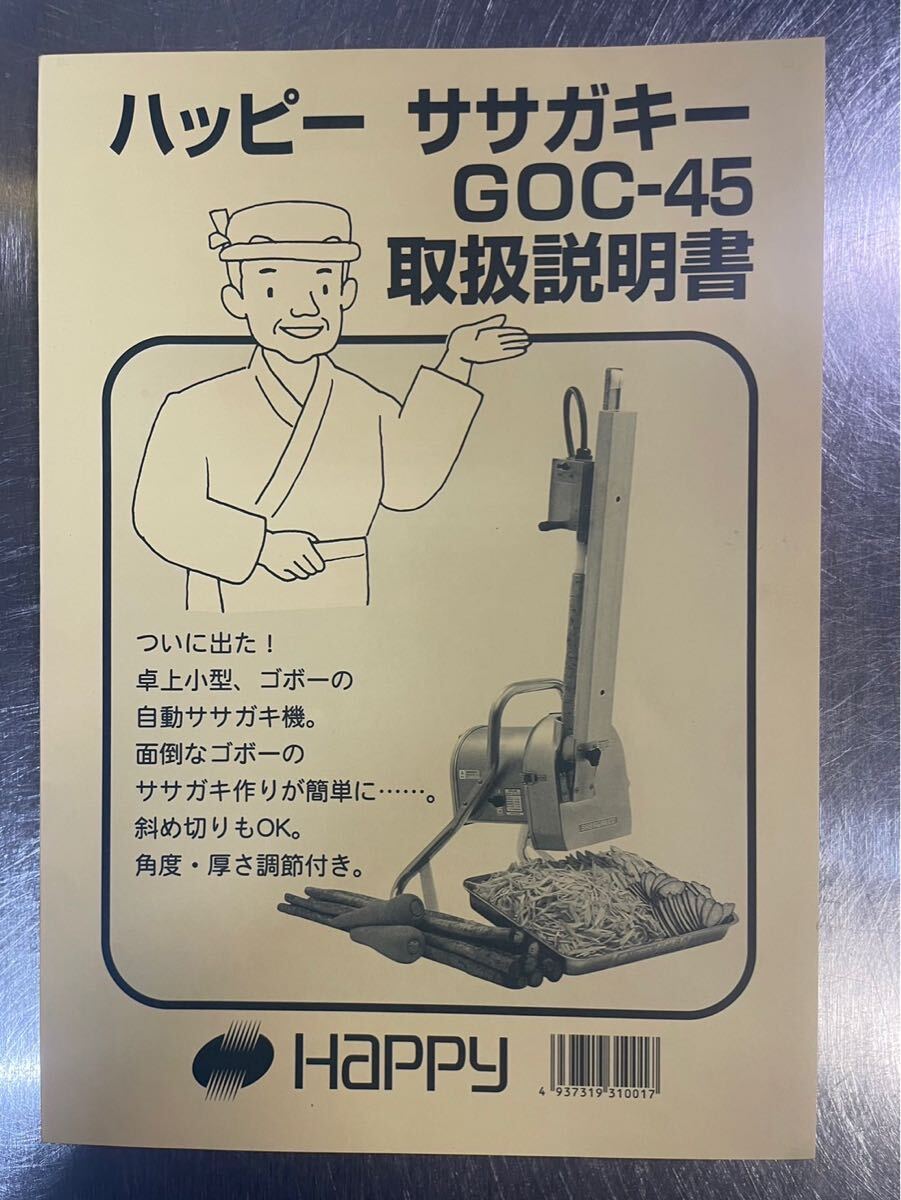 ハッピー ササガキー
GOC-45
取扱説明書
ついに出た！
卓上小型、ゴボーの
自動ササガキ機。
面倒なゴボーの
ササガキ作りが簡単に……。
斜め切りもOK。
角度・厚さ調節付き。
Happy
4 937319 310017